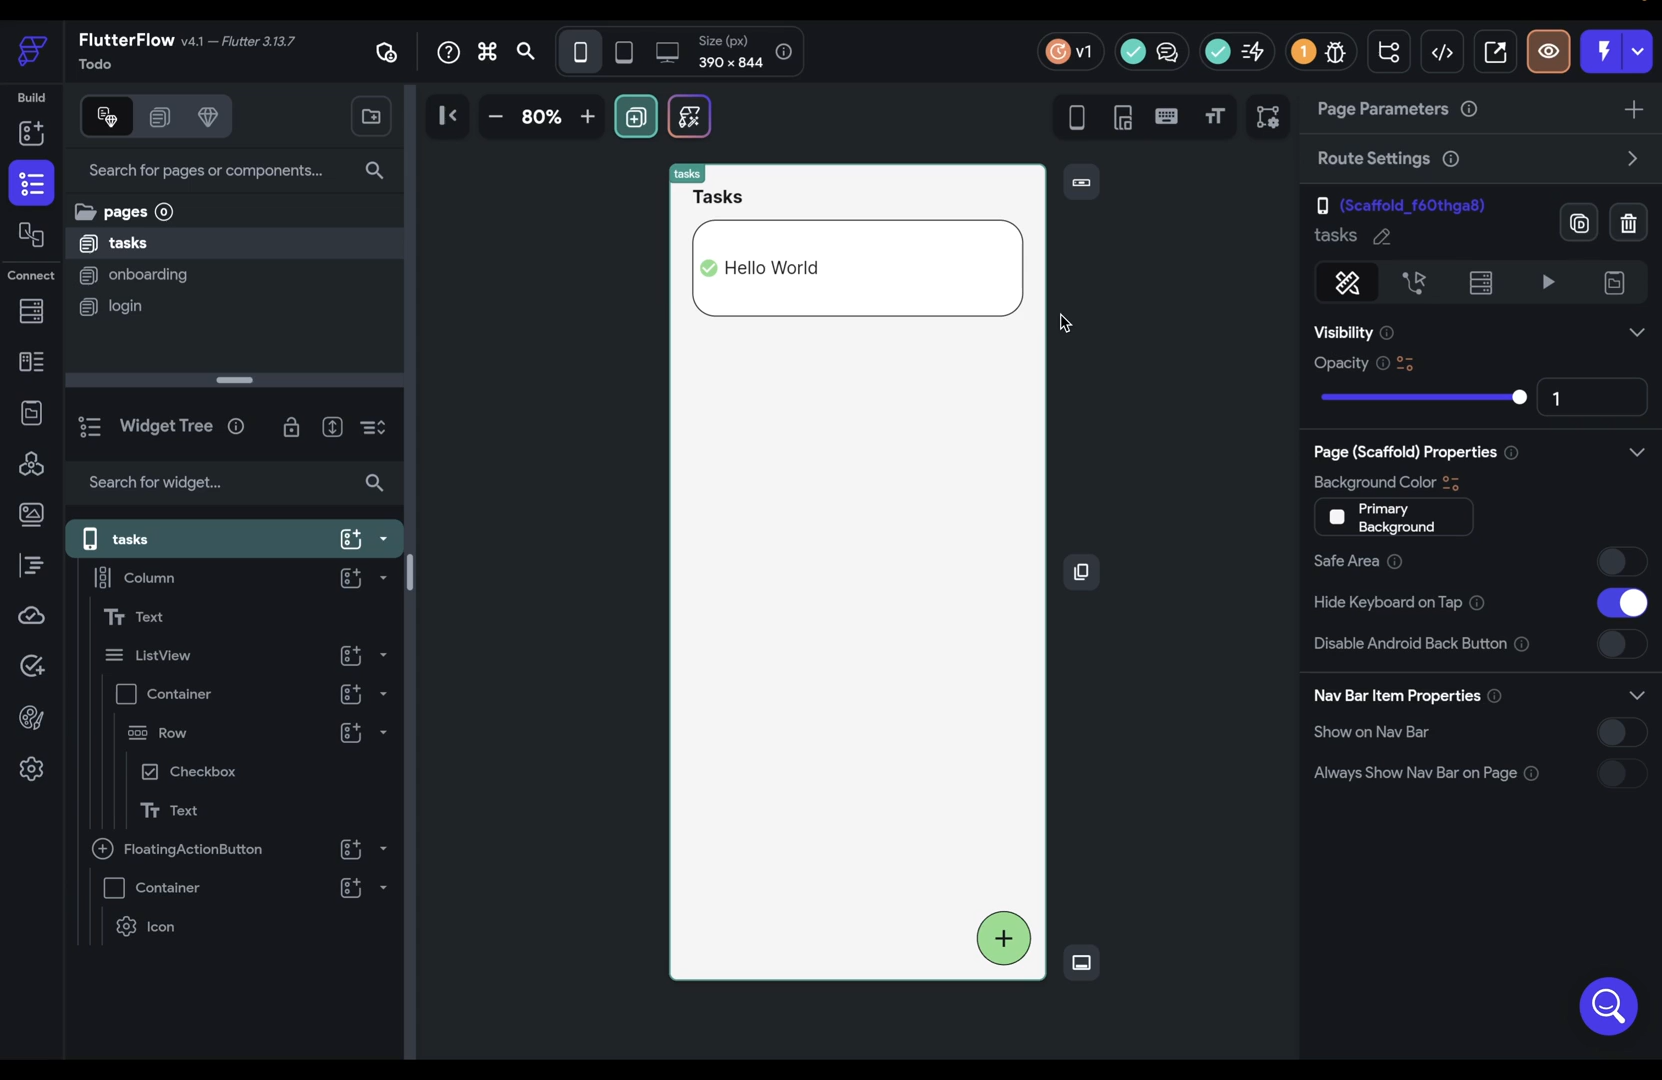 FlutterFlow v4.1 — Flutter 3.13.7
Todo
Size (px)
390 × 844
v1
1
Build
Connect
Search for pages or components...
pages 0
tasks
onboarding
login
Widget Tree
Search for widget...
tasks
Column
Text
ListView
Container
Row
Checkbox
Text
FloatingActionButton
Container
Icon
80%
tasks
Tasks
Hello World
Page Parameters
Route Settings
(Scaffold_f60thga8)
tasks
Visibility
Opacity
1
Page (Scaffold) Properties
Background Color
Primary
Background
Safe Area
Hide Keyboard on Tap
Disable Android Back Button
Nav Bar Item Properties
Show on Nav Bar
Always Show Nav Bar on Page